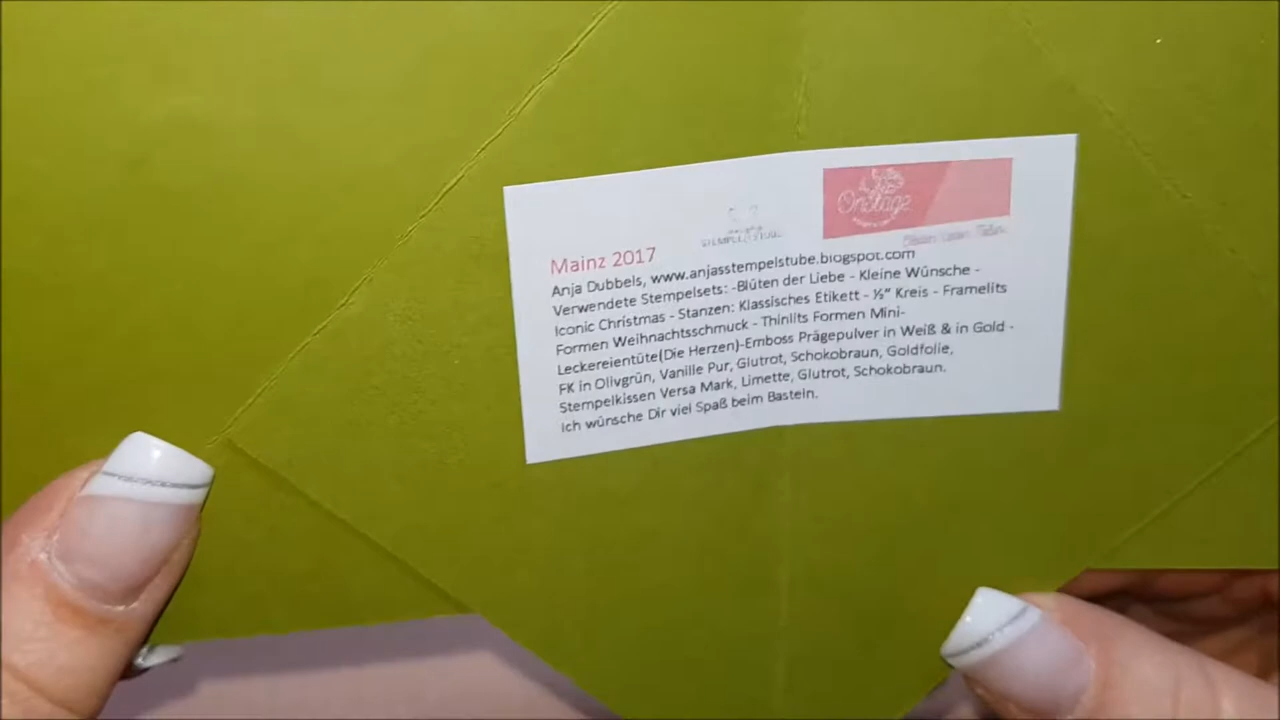 OnStage
STEMPELSTUBE
Mainz 2017
Anja Dubbels, www.anjasstempelstube.blogspot.com
Verwendete Stempelsets: -Blüten der Liebe - Kleine Wünsche -
Iconic Christmas - Stanzen: Klassisches Etikett - ½" Kreis - Framelits
Formen Weihnachtsschmuck - Thinlits Formen Mini-
Leckereientüte(Die Herzen)-Emboss Prägepulver in Weiß & in Gold -
FK in Olivgrün, Vanille Pur, Glutrot, Schokobraun, Goldfolie,
Stempelkissen Versa Mark, Limette, Glutrot, Schokobraun.
Ich wünsche Dir viel Spaß beim Basteln.